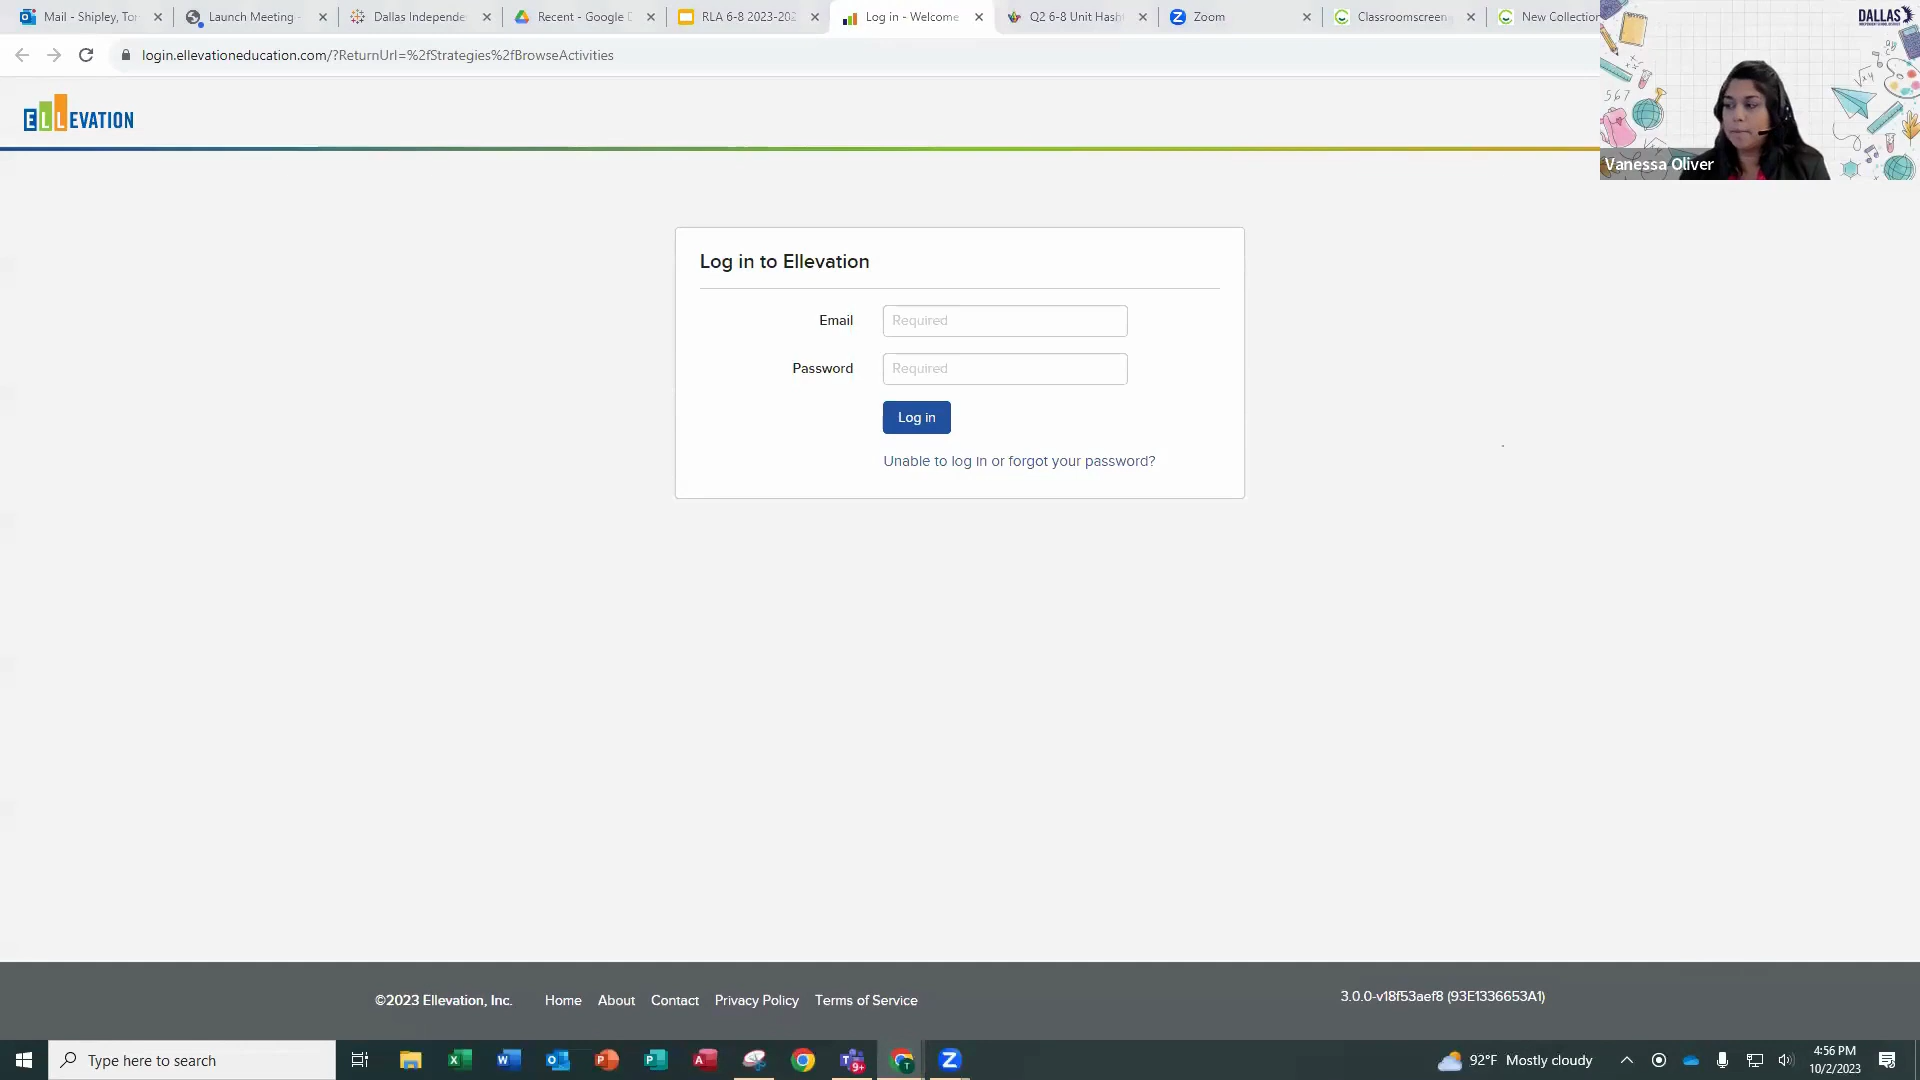 Mail - Shipley, Tor
Launch Meeting -
Dallas Independe
Recent - Google D
RLA 6-8 2023-202
Log in - Welcome
Q2 6-8 Unit Hasht
Zoom
Classroomscreen
New Collection
login.ellevationeducation.com/?ReturnUrl=%2fStrategies%2fBrowseActivities
DALLAS
567
Vanessa Oliver
ELLEVATION
Log in to Ellevation
Email
Required
Password
Required
Log in
Unable to log in or forgot your password?
©2023 Ellevation, Inc.
Home
About
Contact
Privacy Policy
Terms of Service
3.0.0-v18f53aef8 (93E1336653A1)
Type here to search
9+
92°F Mostly cloudy
4:56 PM
10/2/2023